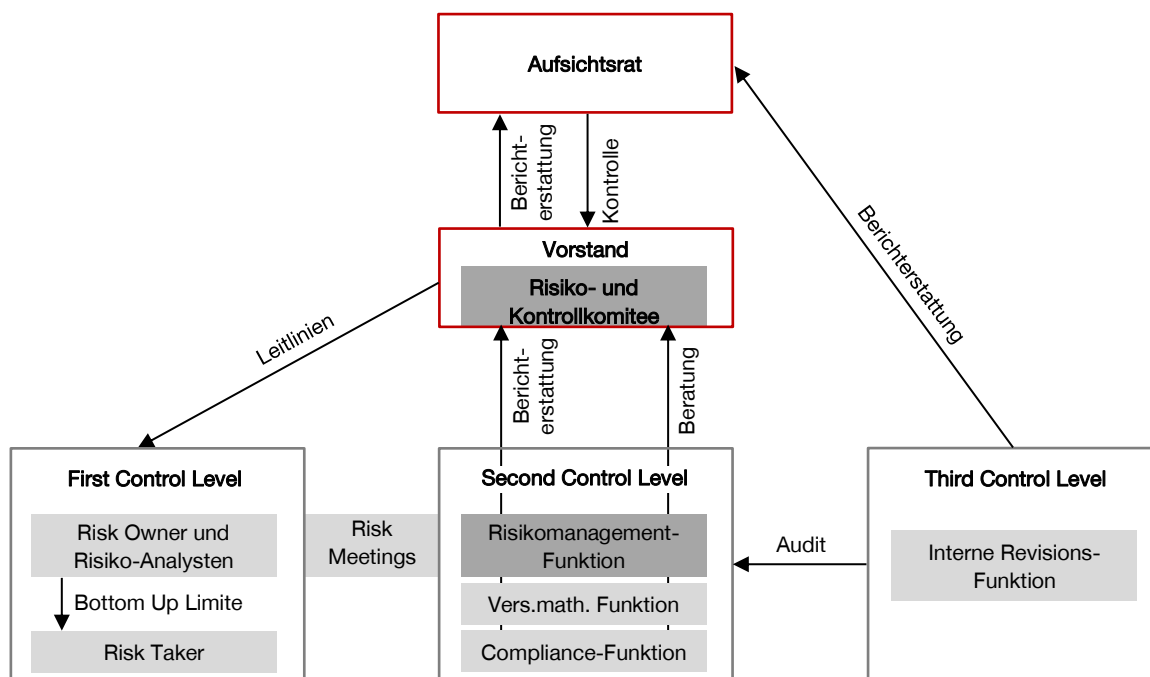 Aufsichtsrat
Bericht-
erstattung
Kontrolle
Berichterstattung
Vorstand
Risiko- und
Kontrollkomitee
Leitlinien
Bericht-
erstattung
Beratung
First Control Level
Risk Owner und
Risiko-Analysten
Bottom Up Limite
Risk Taker
Risk
Meetings
Second Control Level
Risikomanagement-
Funktion
Vers.math. Funktion
Compliance-Funktion
Audit
Third Control Level
Interne Revisions-
Funktion